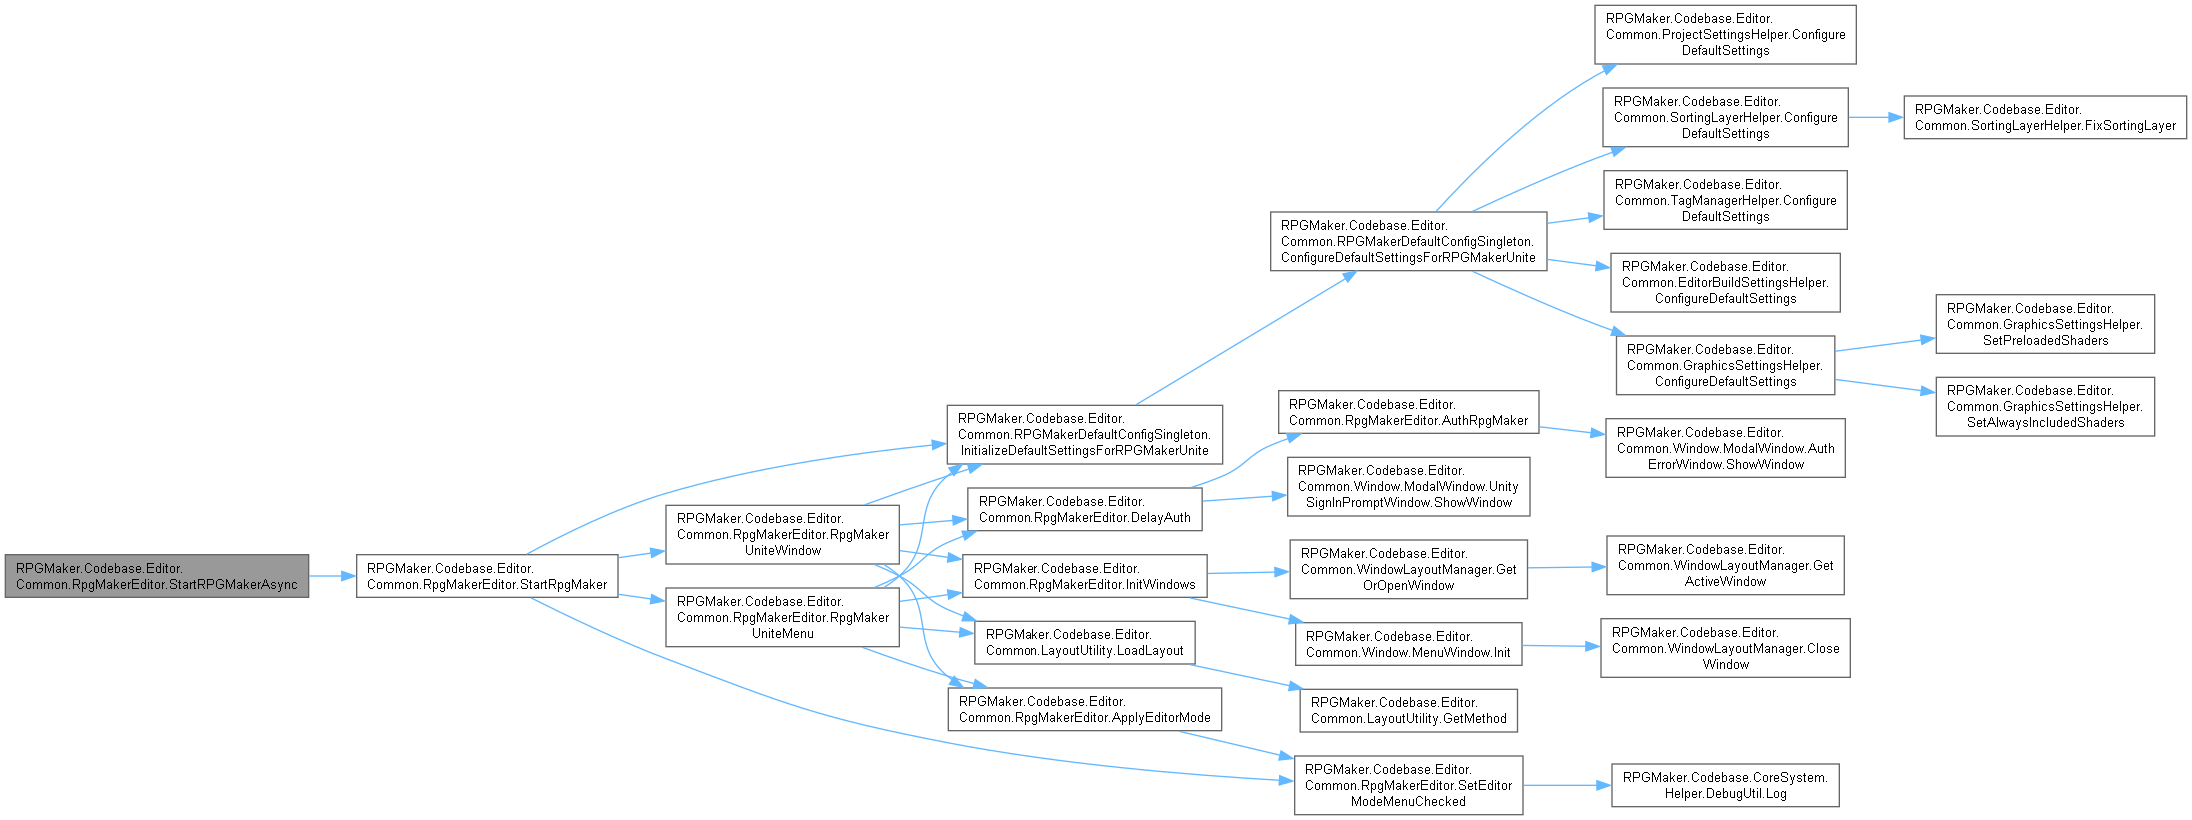 RPGMaker.Codebase.Editor.
Common.RpgMakerEditor.StartRPGMakerAsync
RPGMaker.Codebase.Editor.
Common.RpgMakerEditor.StartRpgMaker
RPGMaker.Codebase.Editor.
Common.RpgMakerEditor.RpgMaker
UniteWindow
RPGMaker.Codebase.Editor.
Common.RpgMakerEditor.RpgMaker
UniteMenu
RPGMaker.Codebase.Editor.
Common.RPGMakerDefaultConfigSingleton.
InitializeDefaultSettingsForRPGMakerUnite
RPGMaker.Codebase.Editor.
Common.RpgMakerEditor.DelayAuth
RPGMaker.Codebase.Editor.
Common.RpgMakerEditor.InitWindows
RPGMaker.Codebase.Editor.
Common.LayoutUtility.LoadLayout
RPGMaker.Codebase.Editor.
Common.RpgMakerEditor.ApplyEditorMode
RPGMaker.Codebase.Editor.
Common.RPGMakerDefaultConfigSingleton.
ConfigureDefaultSettingsForRPGMakerUnite
RPGMaker.Codebase.Editor.
Common.RpgMakerEditor.AuthRpgMaker
RPGMaker.Codebase.Editor.
Common.Window.ModalWindow.Unity
SignInPromptWindow.ShowWindow
RPGMaker.Codebase.Editor.
Common.WindowLayoutManager.Get
OrOpenWindow
RPGMaker.Codebase.Editor.
Common.Window.MenuWindow.Init
RPGMaker.Codebase.Editor.
Common.LayoutUtility.GetMethod
RPGMaker.Codebase.Editor.
Common.RpgMakerEditor.SetEditor
ModeMenuChecked
RPGMaker.Codebase.Editor.
Common.ProjectSettingsHelper.Configure
DefaultSettings
RPGMaker.Codebase.Editor.
Common.SortingLayerHelper.Configure
DefaultSettings
RPGMaker.Codebase.Editor.
Common.TagManagerHelper.Configure
DefaultSettings
RPGMaker.Codebase.Editor.
Common.EditorBuildSettingsHelper.
ConfigureDefaultSettings
RPGMaker.Codebase.Editor.
Common.GraphicsSettingsHelper.
ConfigureDefaultSettings
RPGMaker.Codebase.Editor.
Common.Window.ModalWindow.Auth
ErrorWindow.ShowWindow
RPGMaker.Codebase.Editor.
Common.WindowLayoutManager.Get
ActiveWindow
RPGMaker.Codebase.Editor.
Common.WindowLayoutManager.Close
Window
RPGMaker.Codebase.CoreSystem.
Helper.DebugUtil.Log
RPGMaker.Codebase.Editor.
Common.SortingLayerHelper.FixSortingLayer
RPGMaker.Codebase.Editor.
Common.GraphicsSettingsHelper.
SetPreloadedShaders
RPGMaker.Codebase.Editor.
Common.GraphicsSettingsHelper.
SetAlwaysIncludedShaders